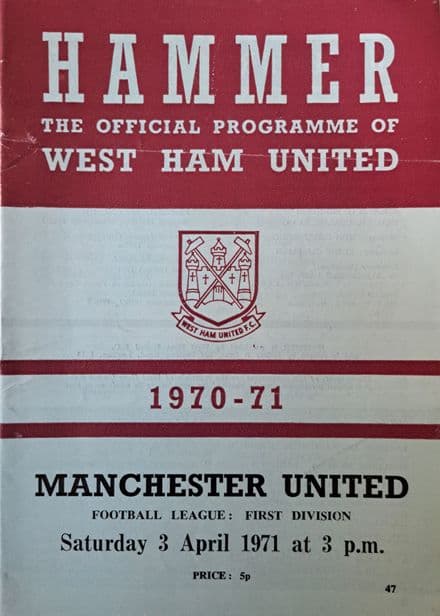 HAMMER
THE OFFICIAL PROGRAMME OF
WEST HAM UNITED
WEST HAM UNITED F.C.
1970-71
MANCHESTER UNITED
FOOTBALL LEAGUE: FIRST DIVISION
Saturday 3 April 1971 at 3 p.m.
PRICE: 5p
47